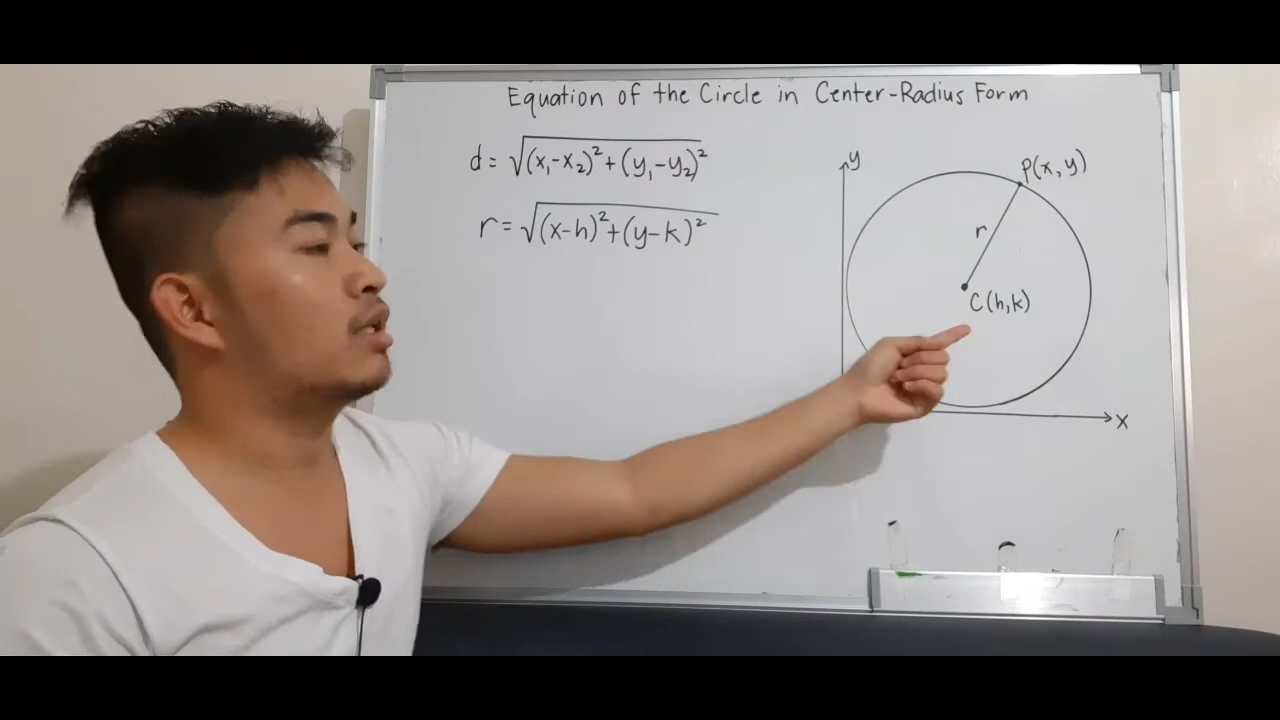 Equation of the Circle in Center-Radius Form
d = √(x₁-x₂)² + (y₁-y₂)²
r = √(x-h)² + (y-k)²
y
P(x, y)
r
C(h,k)
x